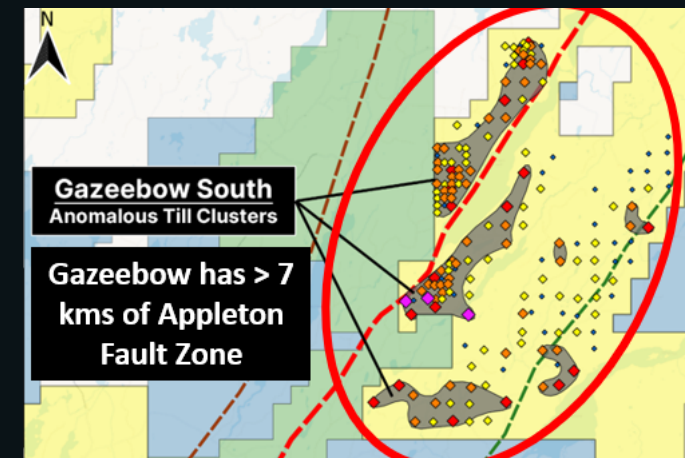 N
Gazeebow South
Anomalous Till Clusters
Gazeebow has > 7
kms of Appleton
Fault Zone